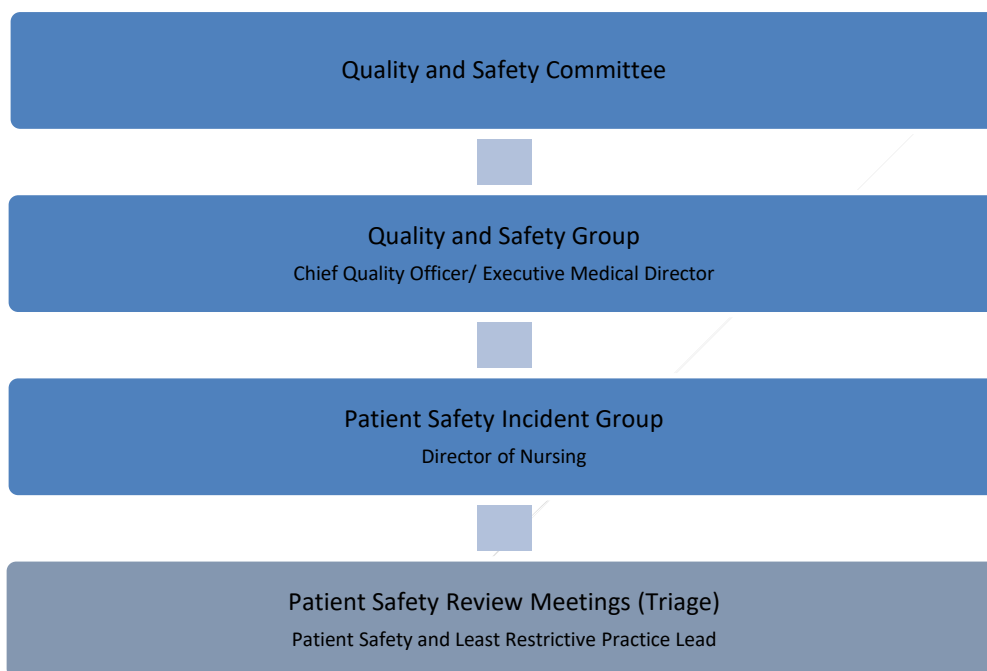 Quality and Safety Committee
Quality and Safety Group
Chief Quality Officer/ Executive Medical Director
Patient Safety Incident Group
Director of Nursing
Patient Safety Review Meetings (Triage)
Patient Safety and Least Restrictive Practice Lead